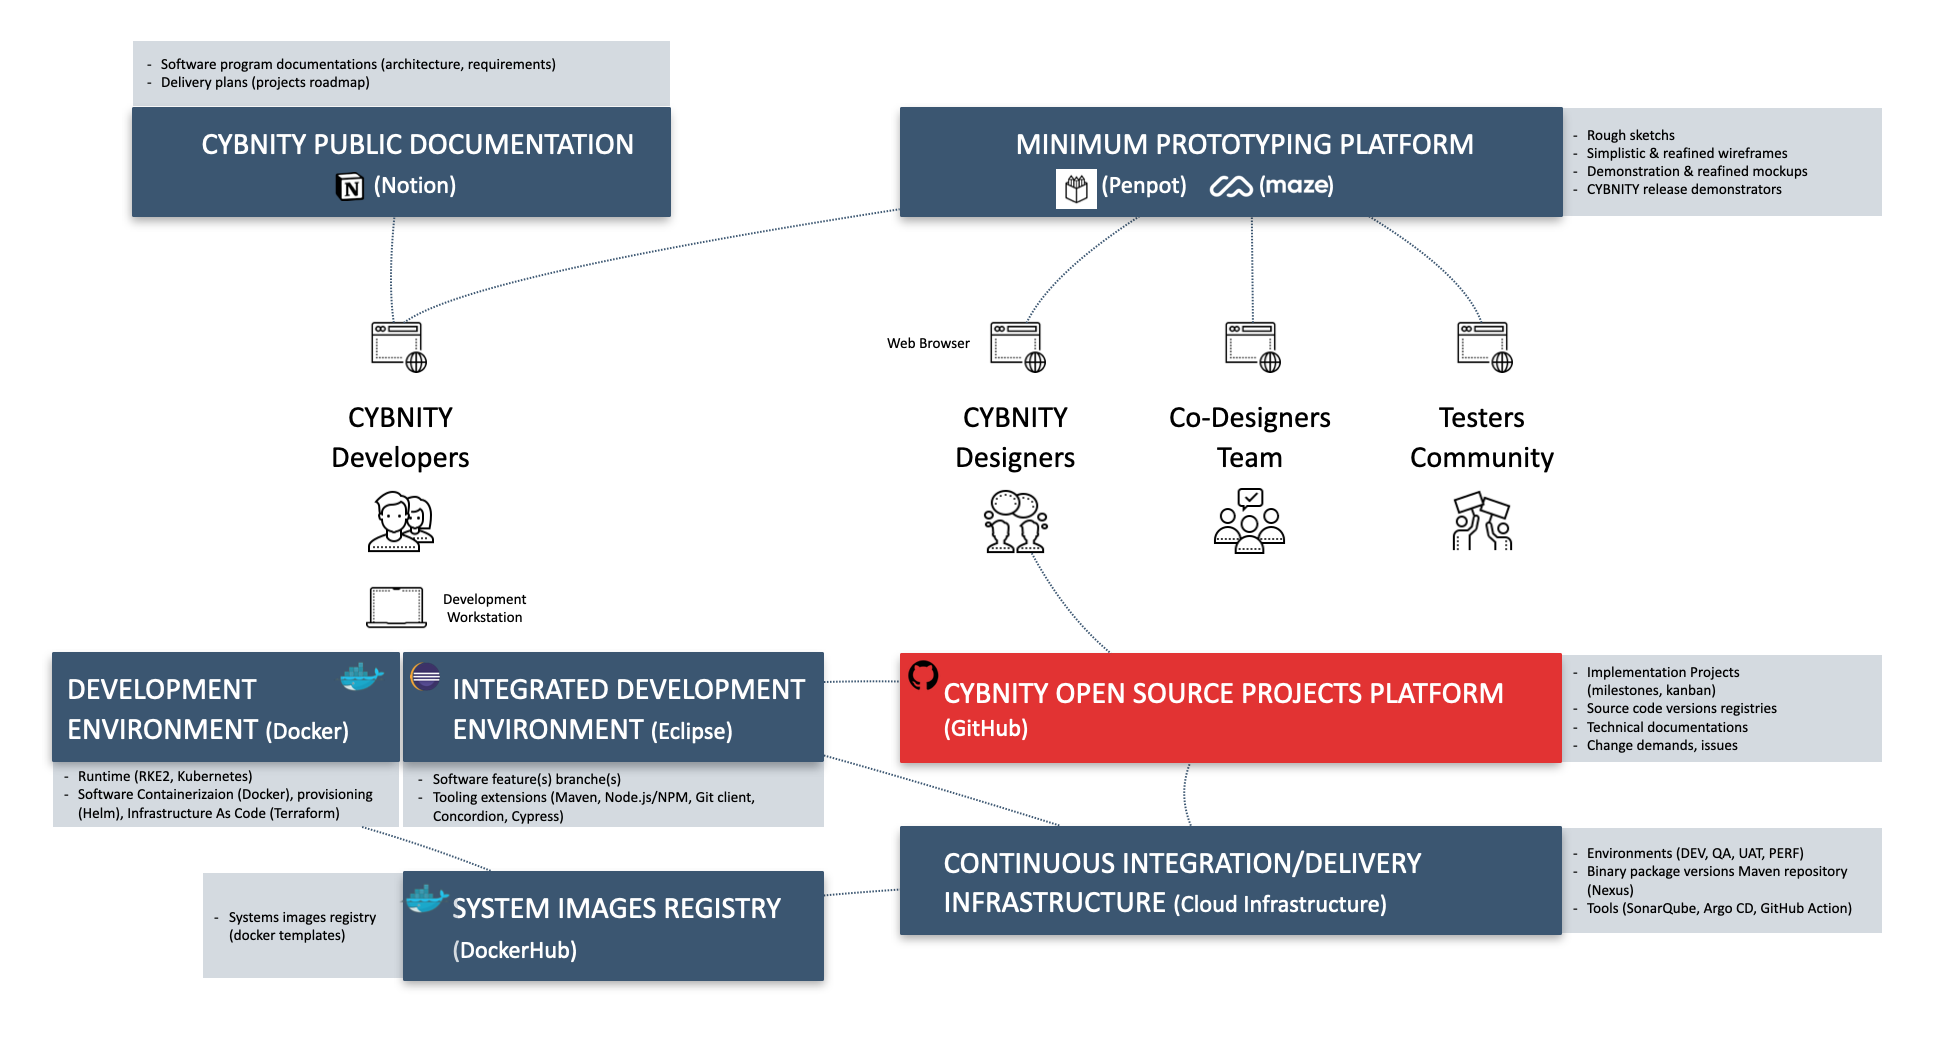 - Software program documentations (architecture, requirements)
- Delivery plans (projects roadmap)
CYBNITY PUBLIC DOCUMENTATION
N (Notion)
MINIMUM PROTOTYPING PLATFORM
(Penpot) (maze)
- Rough sketchs
- Simplistic & reafined wireframes
- Demonstration & reafined mockups
- CYBNITY release demonstrators
Web Browser
CYBNITY
Developers
CYBNITY
Designers
Co-Designers
Team
Testers
Community
Development
Workstation
DEVELOPMENT
ENVIRONMENT (Docker)
- Runtime (RKE2, Kubernetes)
- Software Containerizaion (Docker), provisioning
(Helm), Infrastructure As Code (Terraform)
INTEGRATED DEVELOPMENT
ENVIRONMENT (Eclipse)
- Software feature(s) branche(s)
- Tooling extensions (Maven, Node.js/NPM, Git client,
Concordion, Cypress)
CYBNITY OPEN SOURCE PROJECTS PLATFORM
(GitHub)
- Implementation Projects
(milestones, kanban)
- Source code versions registries
- Technical documentations
- Change demands, issues
- Systems images registry
(docker templates)
SYSTEM IMAGES REGISTRY
(DockerHub)
CONTINUOUS INTEGRATION/DELIVERY
INFRASTRUCTURE (Cloud Infrastructure)
- Environments (DEV, QA, UAT, PERF)
- Binary package versions Maven repository
(Nexus)
- Tools (SonarQube, Argo CD, GitHub Action)